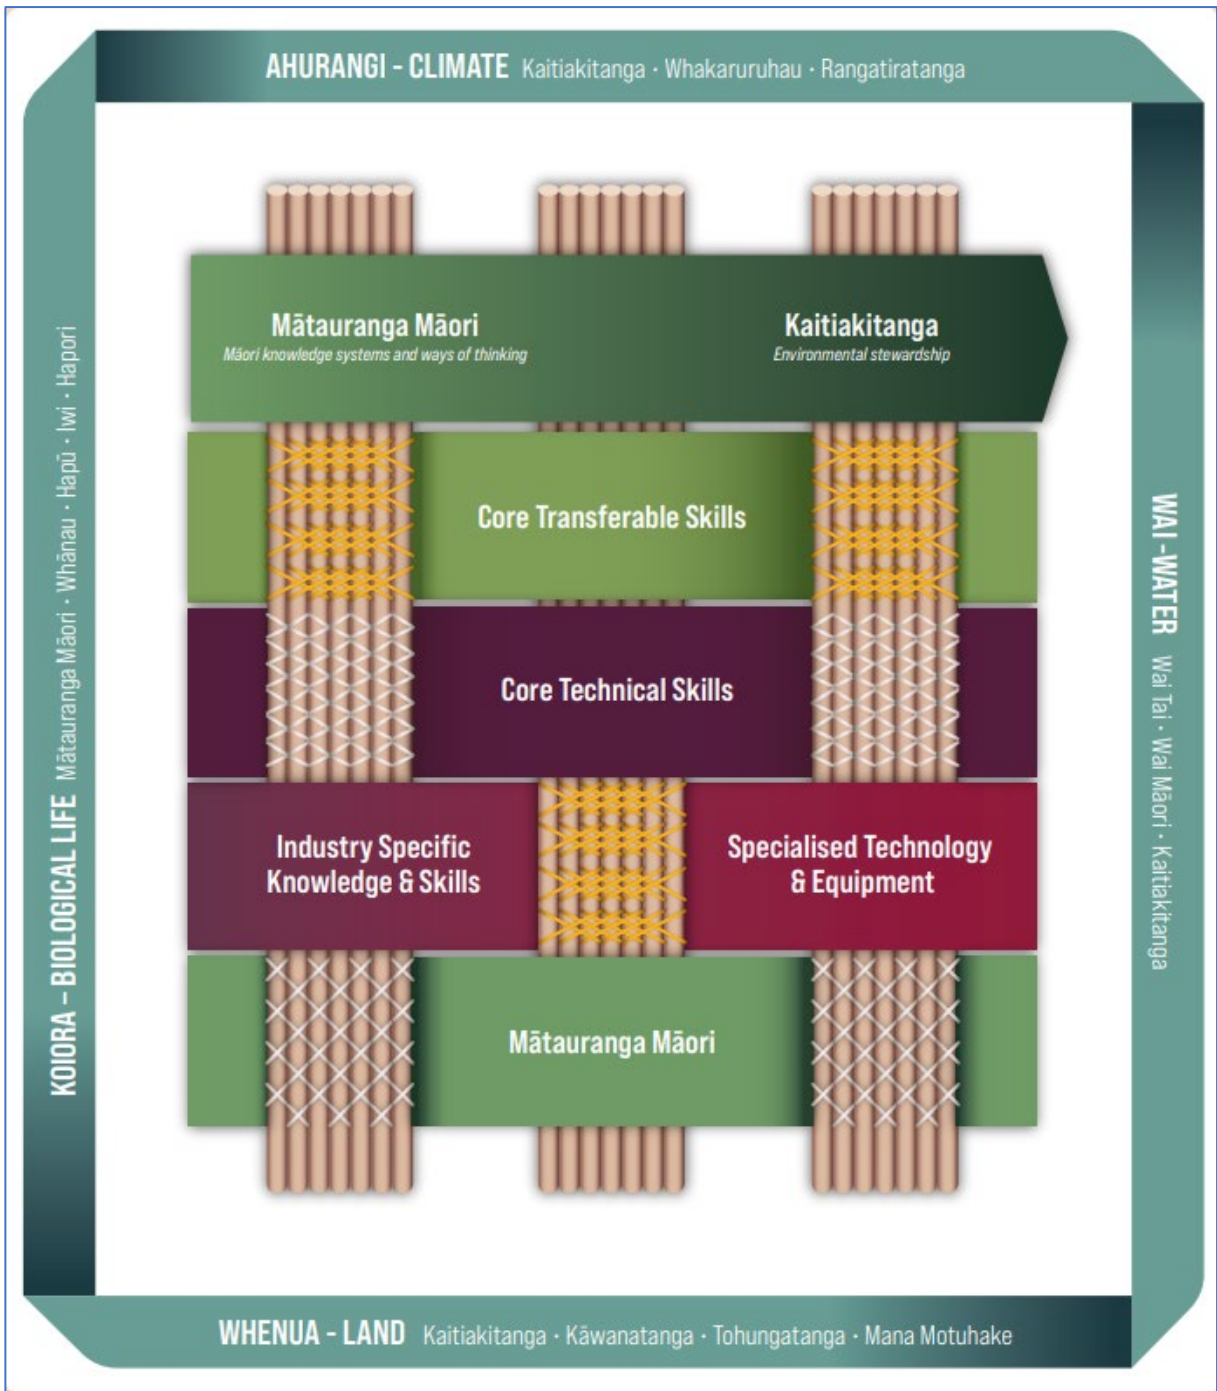 AHURANGI - CLIMATE Kaitiakitanga · Whakaruruhau · Rangatiratanga
KOIORA – BIOLOGICAL LIFE Mātauranga Māori · Whānau · Hapū · Iwi · Hapori
Mātauranga Māori
Māori knowledge systems and ways of thinking
Kaitiakitanga
Environmental stewardship
Core Transferable Skills
Core Technical Skills
Industry Specific
Knowledge & Skills
Specialised Technology
& Equipment
Mātauranga Māori
WAI -WATER Wai Tai · Wai Māori · Kaitiakitanga
WHENUA - LAND Kaitiakitanga · Kāwanatanga · Tohungatanga · Mana Motuhake